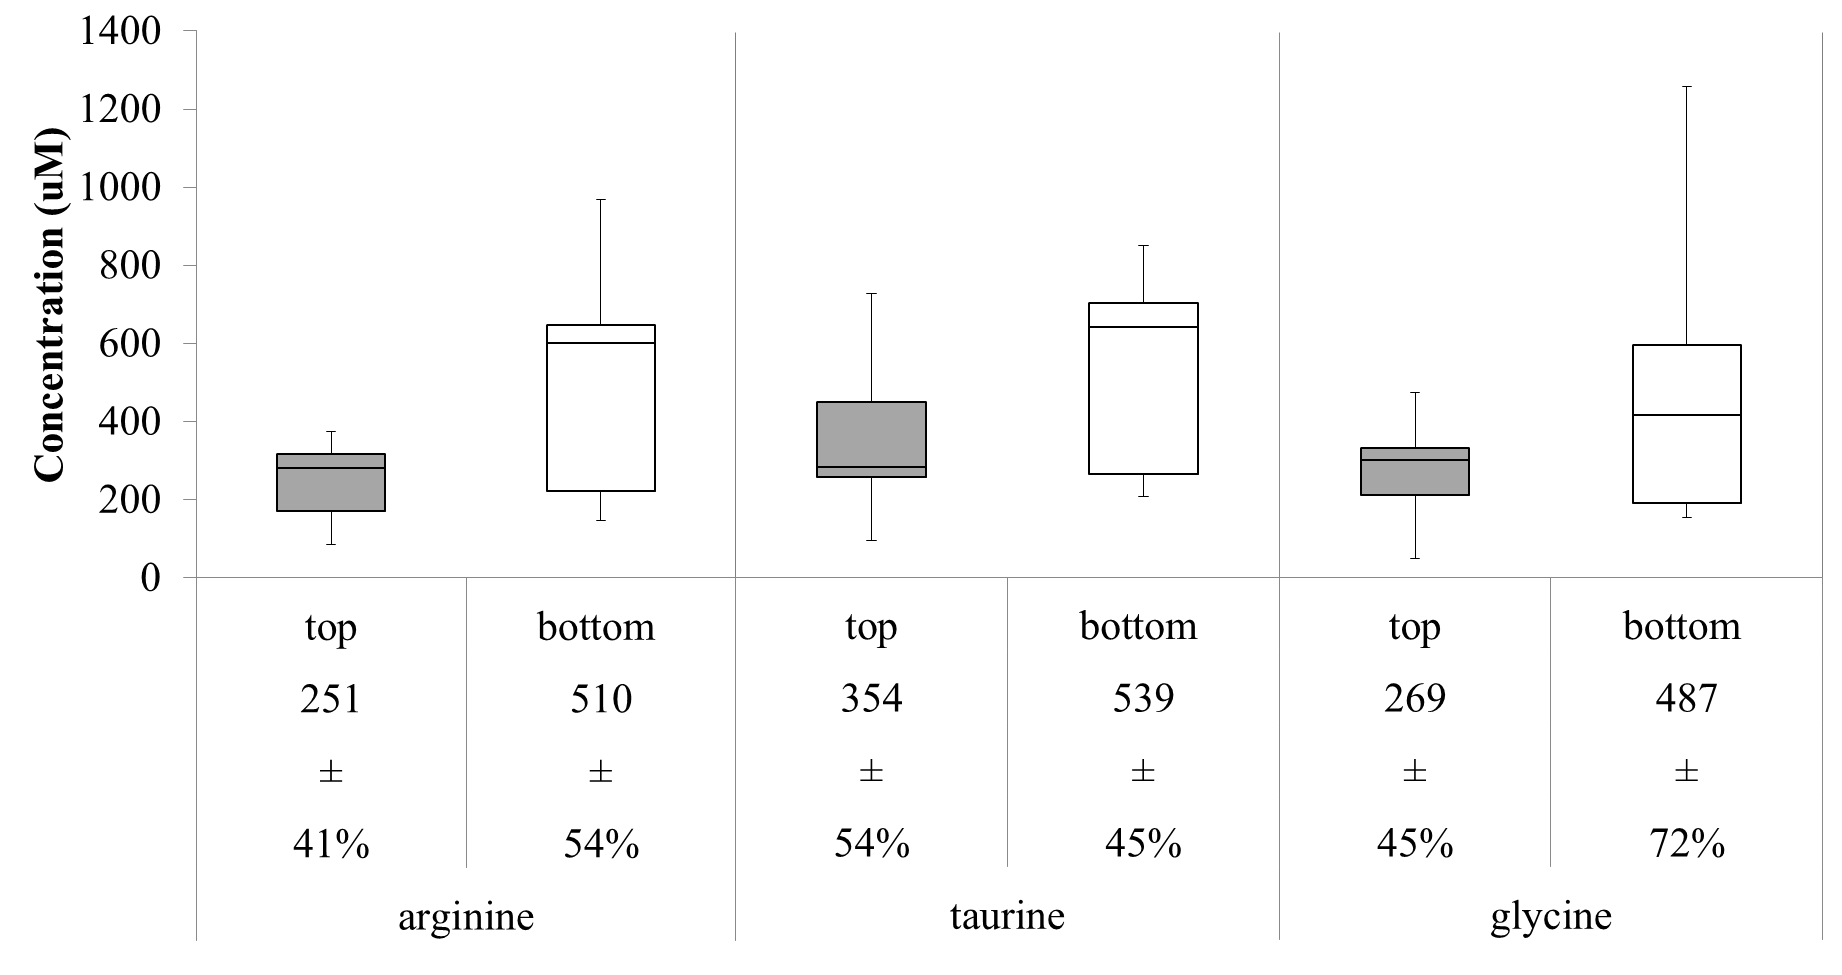 Concentration (uM)
1400
1200
1000
800
600
400
200
0
top bottom top bottom top bottom
251 510 354 539 269 487
± ± ± ± ± ±
41% 54% 54% 45% 45% 72%
arginine taurine glycine